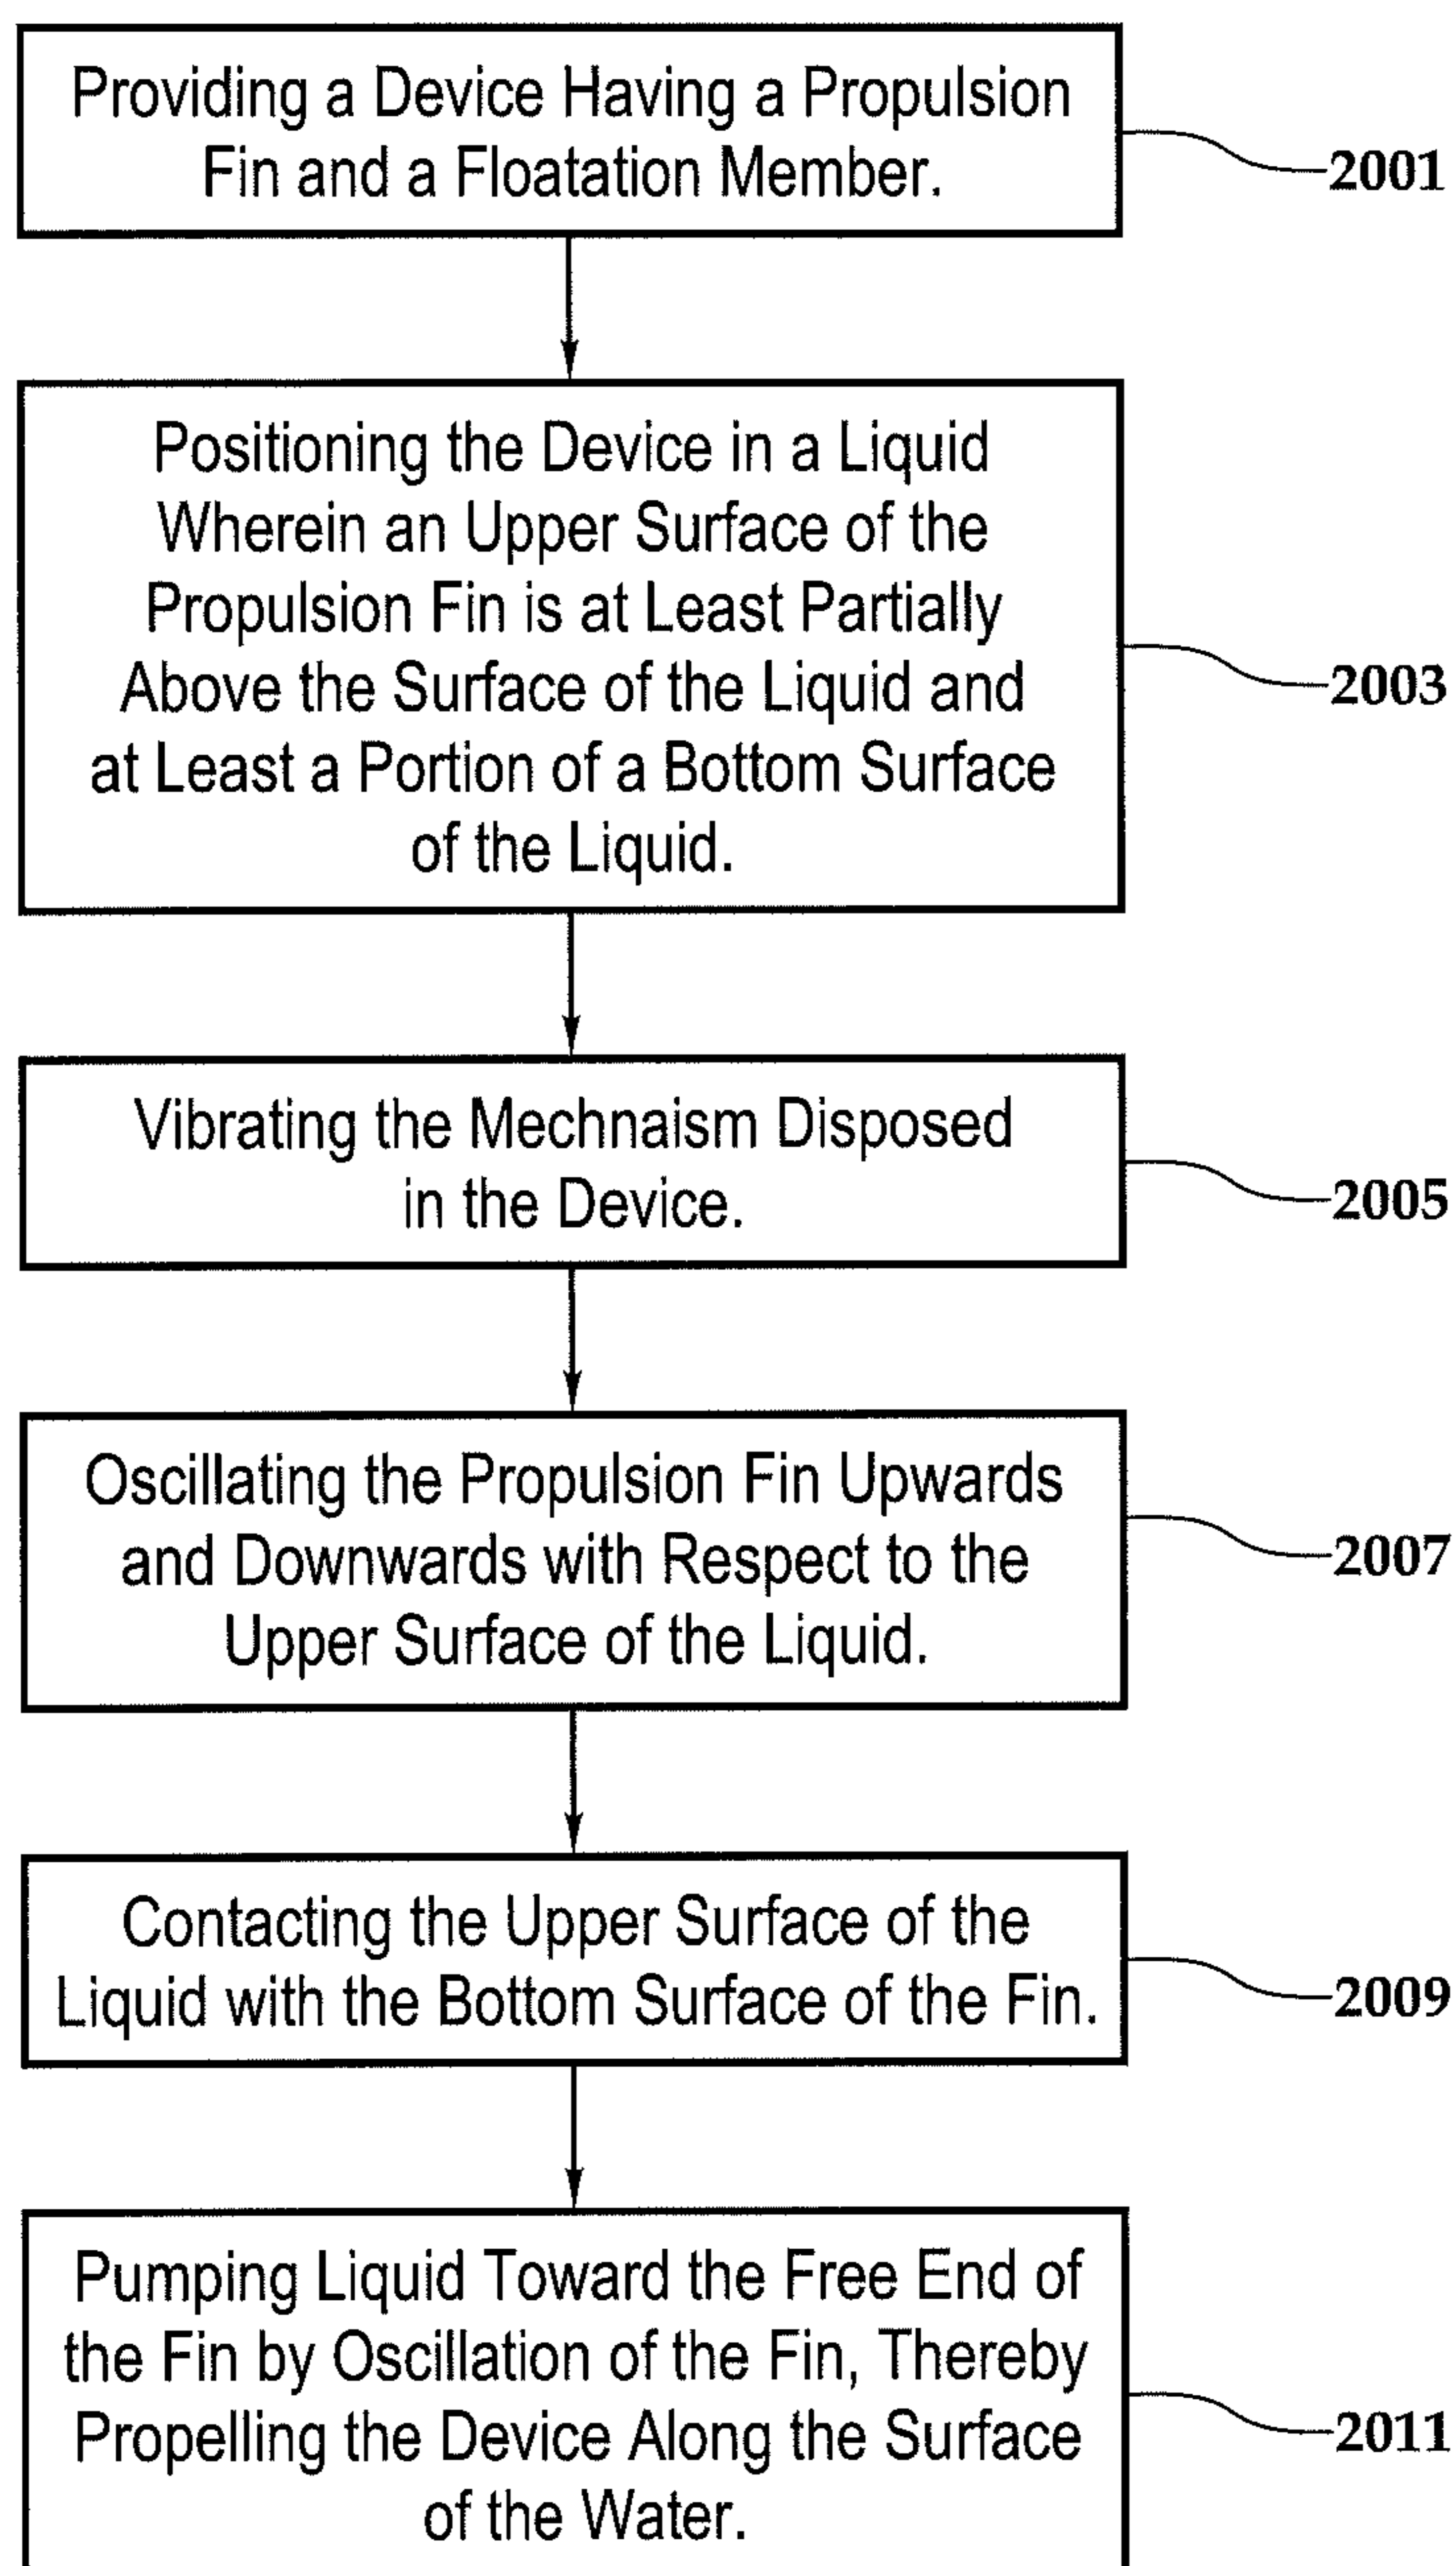 Providing a Device Having a Propulsion
Fin and a Floatation Member.
2001
Positioning the Device in a Liquid
Wherein an Upper Surface of the
Propulsion Fin is at Least Partially
Above the Surface of the Liquid and
at Least a Portion of a Bottom Surface
of the Liquid.
2003
Vibrating the Mechnaism Disposed
in the Device.
2005
Oscillating the Propulsion Fin Upwards
and Downwards with Respect to the
Upper Surface of the Liquid.
2007
Contacting the Upper Surface of the
Liquid with the Bottom Surface of the Fin.
2009
Pumping Liquid Toward the Free End of
the Fin by Oscillation of the Fin, Thereby
Propelling the Device Along the Surface
of the Water.
2011